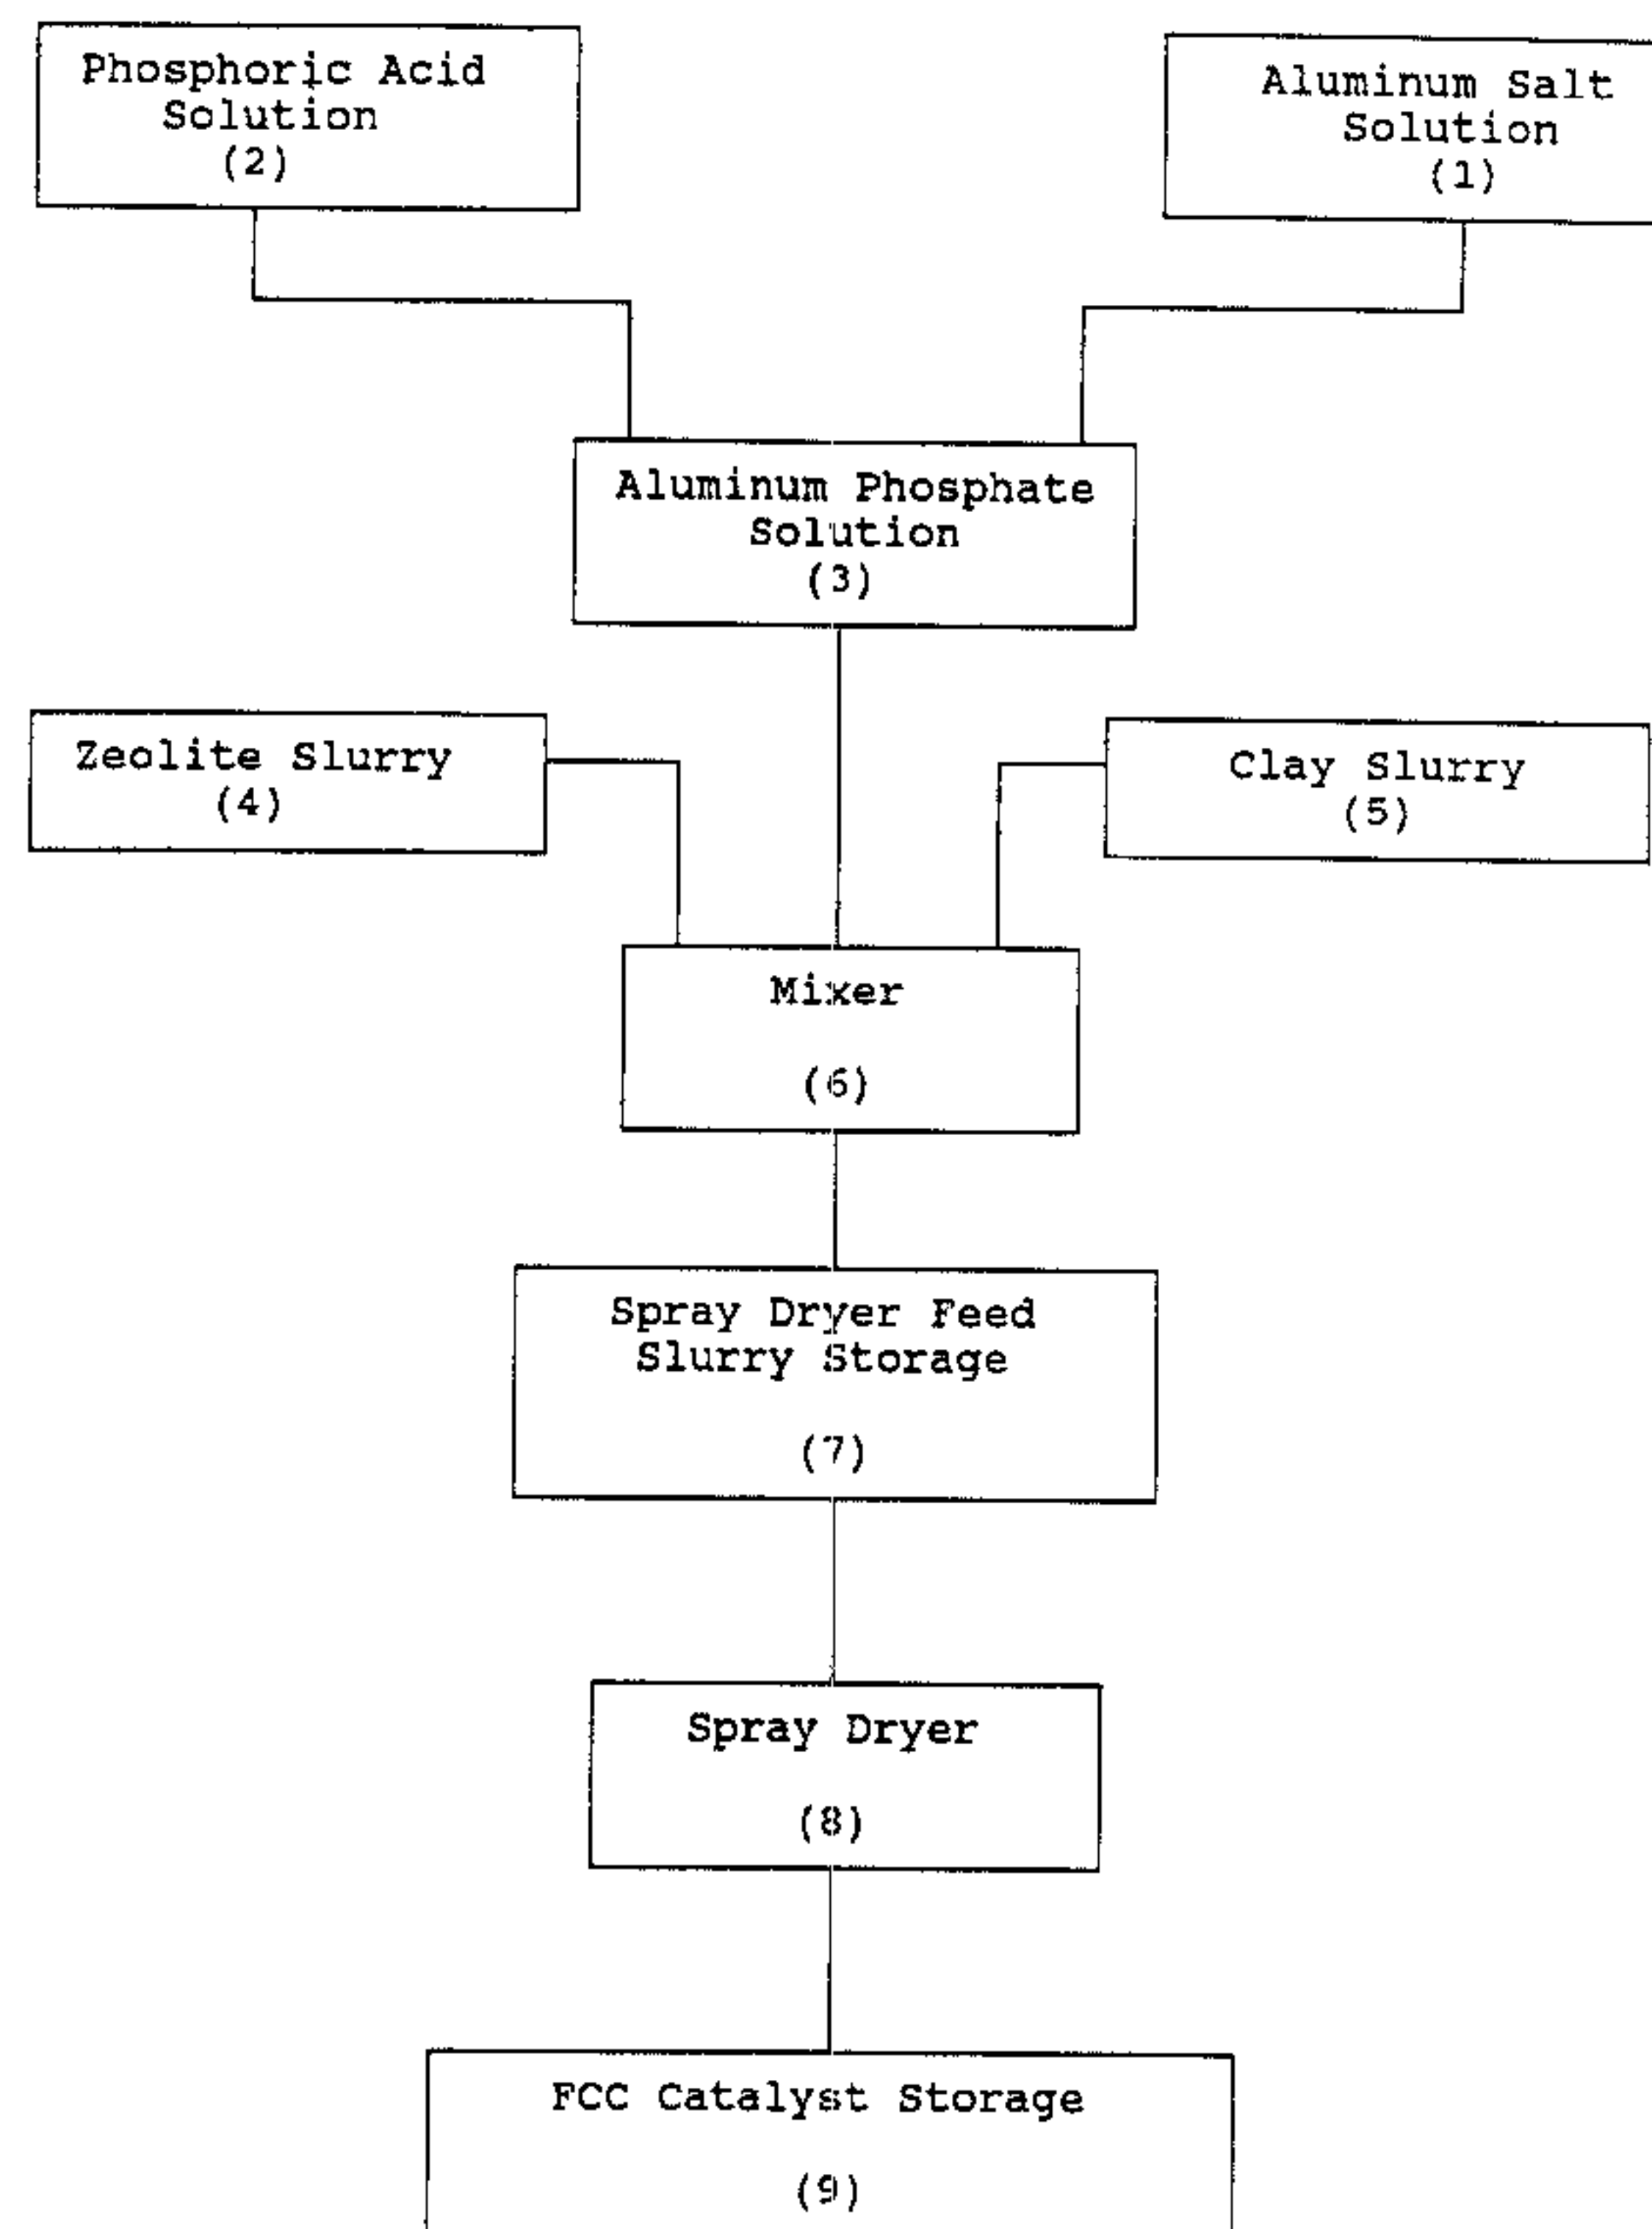 Phosphoric Acid
Solution
(2)
Aluminum Salt
Solution
(1)
Aluminum Phosphate
Solution
(3)
Zeolite Slurry
(4)
Clay Slurry
(5)
Mixer
(6)
Spray Dryer Feed
Slurry Storage
(7)
Spray Dryer
(8)
FCC Catalyst Storage
(9)